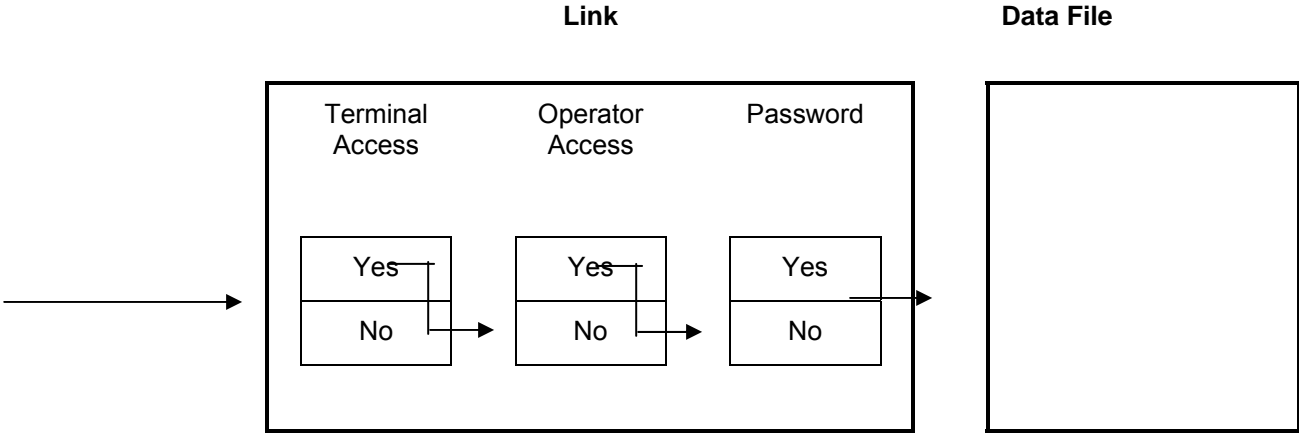 Link
Data File
Terminal
Access
Operator
Access
Password
Yes
No
Yes
No
Yes
No